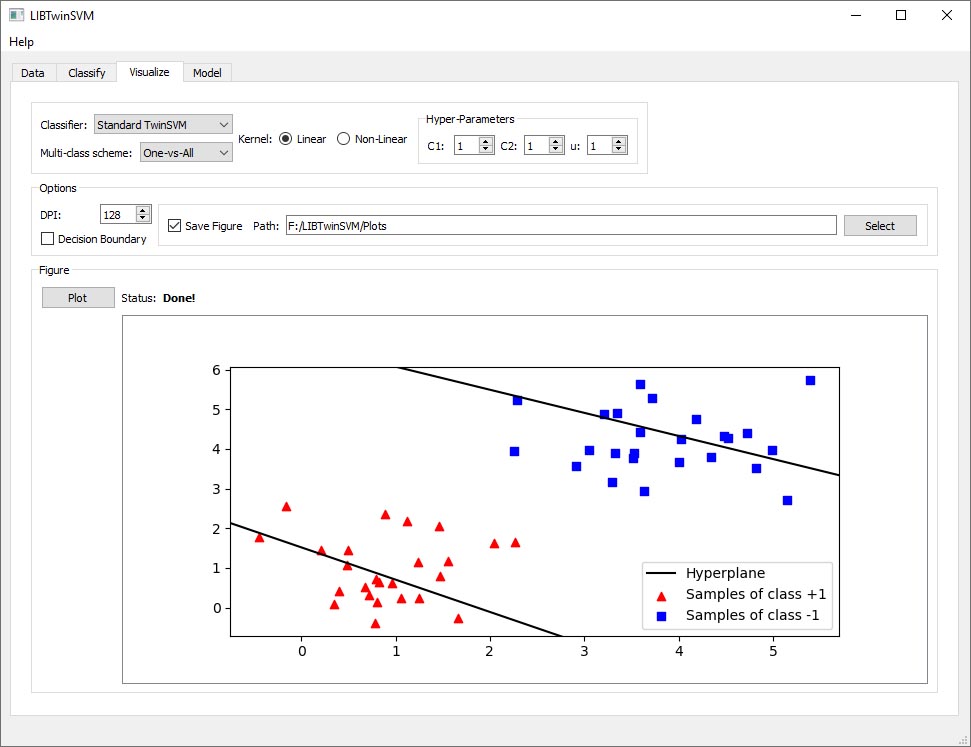 LIBTwinSVM
Help
Data Classify Visualize Model
Classifier: Standard TwinSVM
Multi-class scheme: One-vs-All
Kernel: Linear Non-Linear
Hyper-Parameters
C1: 1 C2: 1 u: 1
Options
DPI: 128
Decision Boundary
Save Figure Path: F:/LIBTwinSVM/Plots Select
Figure
Plot Status: Done!
6
5
4
3
2
1
0
0 1 2 3 4 5
Hyperplane
Samples of class +1
Samples of class -1